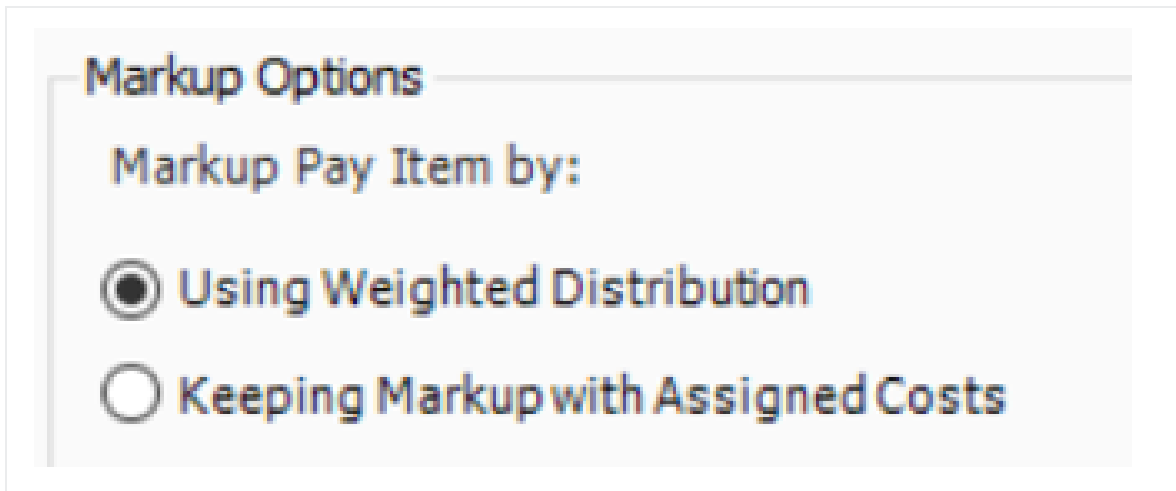 Markup Options
Markup Pay Item by:
Using Weighted Distribution
Keeping Markup with Assigned Costs